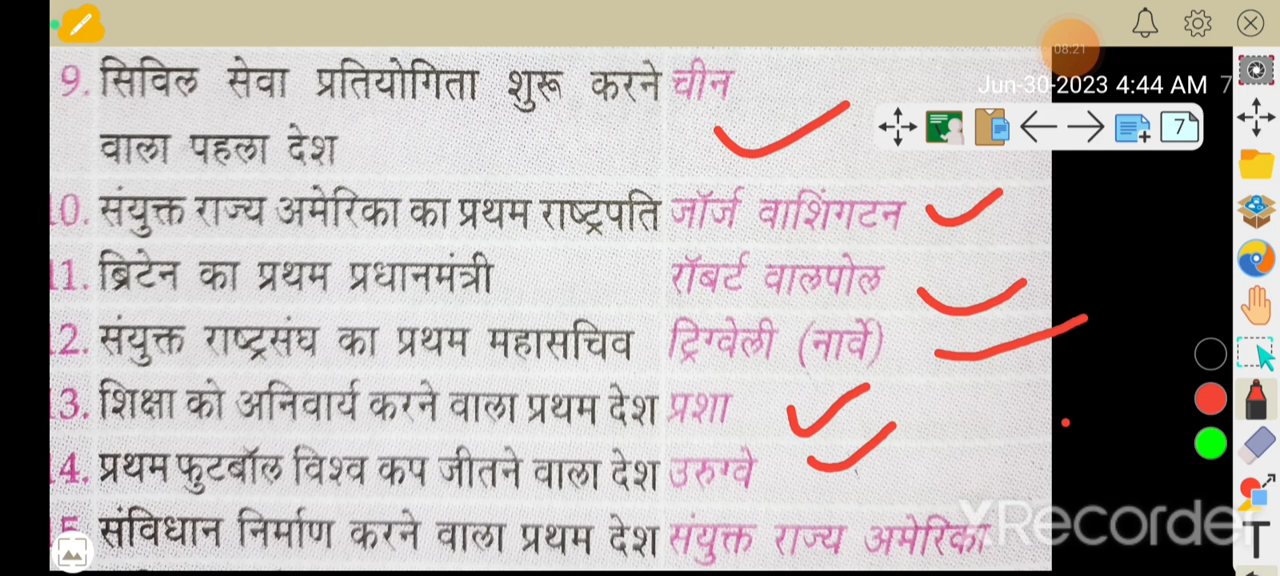 08:21
Jun-30-2023 4:44 AM 7
7
9. सिविल सेवा प्रतियोगिता शुरू करने चीन
वाला पहला देश
10. संयुक्त राज्य अमेरिका का प्रथम राष्ट्रपति जॉर्ज वाशिंगटन
11. ब्रिटेन का प्रथम प्रधानमंत्री रॉबर्ट वालपोल
12. संयुक्त राष्ट्रसंघ का प्रथम महासचिव ट्रिग्वेली (नार्वे)
13. शिक्षा को अनिवार्य करने वाला प्रथम देश प्रशा
14. प्रथम फुटबॉल विश्व कप जीतने वाला देश उरुग्वे
15. संविधान निर्माण करने वाला प्रथम देश संयुक्त राज्य अमेरिका
XRecorder
T